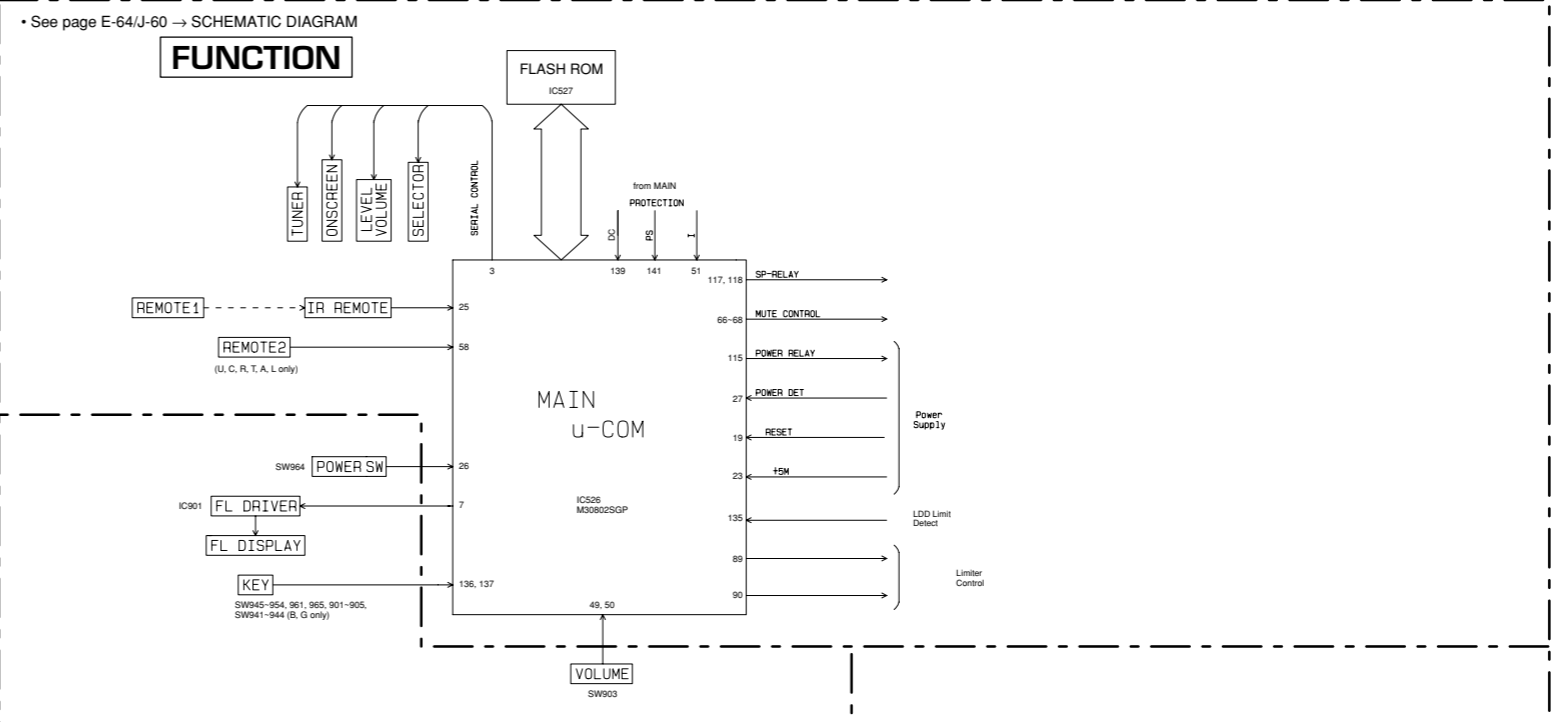 • See page E-64/J-60 → SCHEMATIC DIAGRAM
FUNCTION
FLASH ROM
IC527
TUNER
ONSCREEN
LEVEL
VOLUME
SELECTOR
SERIAL CONTROL
from MAIN
PROTECTION
DC
PS
I
3
139
141
51
117, 118
SP-RELAY
REMOTE1
IR REMOTE
25
66~68
MUTE CONTROL
REMOTE2
58
(U, C, R, T, A, L only)
115
POWER RELAY
MAIN
u-COM
27
POWER DET
Power
Supply
19
RESET
SW964
POWER SW
26
23
+5M
IC901
FL DRIVER
7
IC526
M30802SGP
135
LDD Limit
Detect
FL DISPLAY
89
Limiter
Control
KEY
136, 137
90
SW945~954, 961, 965, 901~905,
SW941~944 (B, G only)
49, 50
VOLUME
SW903